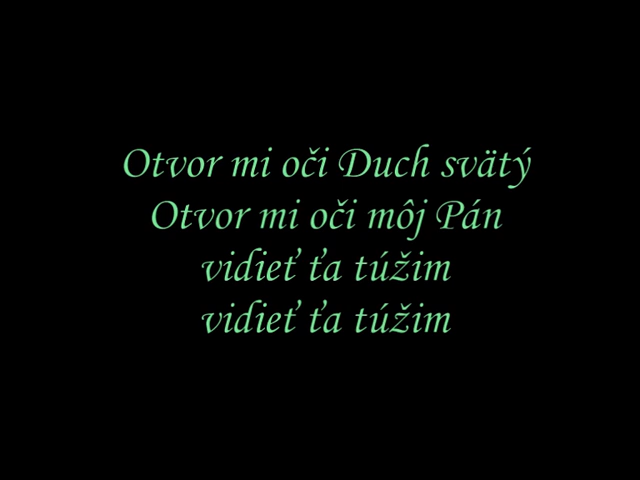 Otvor mi oči Duch svätý
Otvor mi oči môj Pán
vidieť ťa túžim
vidieť ťa túžim